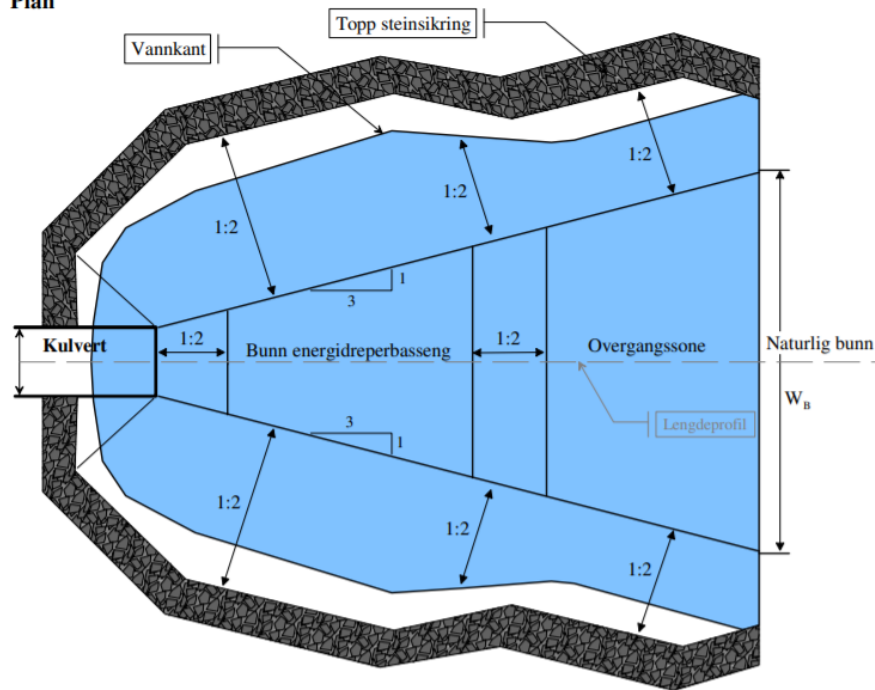 Plan
Topp steinsikring
Vannkant
1:2
1:2
1:2
1
3
Kulvert
1:2
Bunn energidreperbasseng
1:2
Overgangssone
Naturlig bunn
W_B
Lengdeprofil
3
1
1:2
1:2
1:2